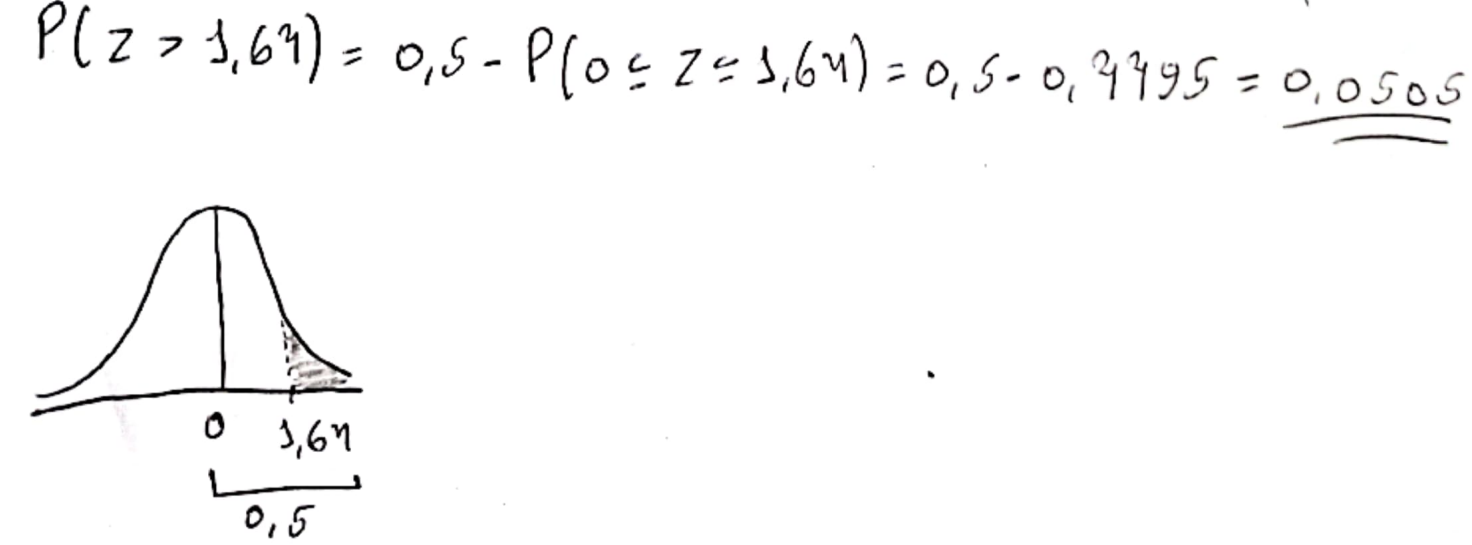 P(Z > 1,64) = 0,5 - P(0 ≤ Z ≤ 1,64) = 0,5 - 0,4495 = 0,0505
0 1,64
0,5